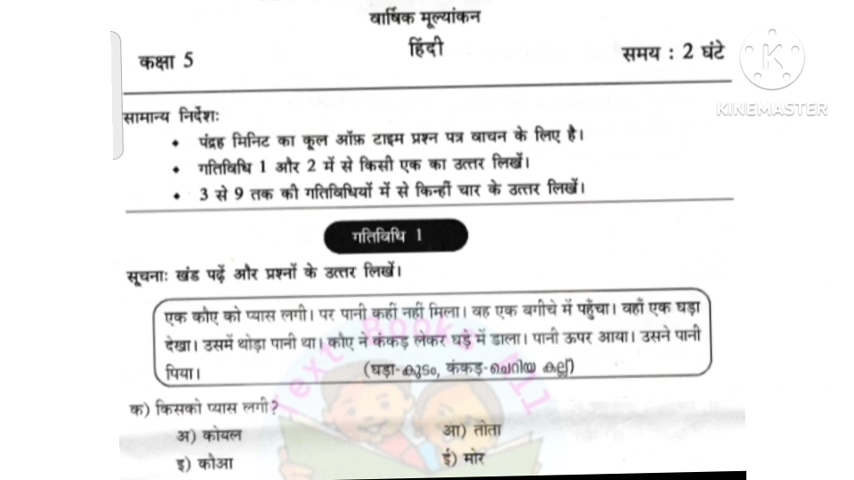 वार्षिक मूल्यांकन
हिंदी
कक्षा 5
समय : 2 घंटे
KINEMASTER
सामान्य निर्देशः
• पंद्रह मिनिट का कूल ऑफ़ टाइम प्रश्न पत्र वाचन के लिए है।
• गतिविधि 1 और 2 में से किसी एक का उत्तर लिखें।
• 3 से 9 तक की गतिविधियों में से किन्हीं चार के उत्तर लिखें।
गतिविधि 1
सूचनाः खंड पढ़ें और प्रश्नों के उत्तर लिखें।
एक कौए को प्यास लगी। पर पानी कहीं नहीं मिला। वह एक बगीचे में पहुँचा। वहाँ एक घड़ा
देखा। उसमें थोड़ा पानी था। कौए ने कंकड़ लेकर घड़े में डाला। पानी ऊपर आया। उसने पानी
पिया। (घड़ा-കുടം, कंकड़-ചെറിയ കല്ല്)
क) किसको प्यास लगी?
अ) कोयल
आ) तोता
इ) कौआ
ई) मोर